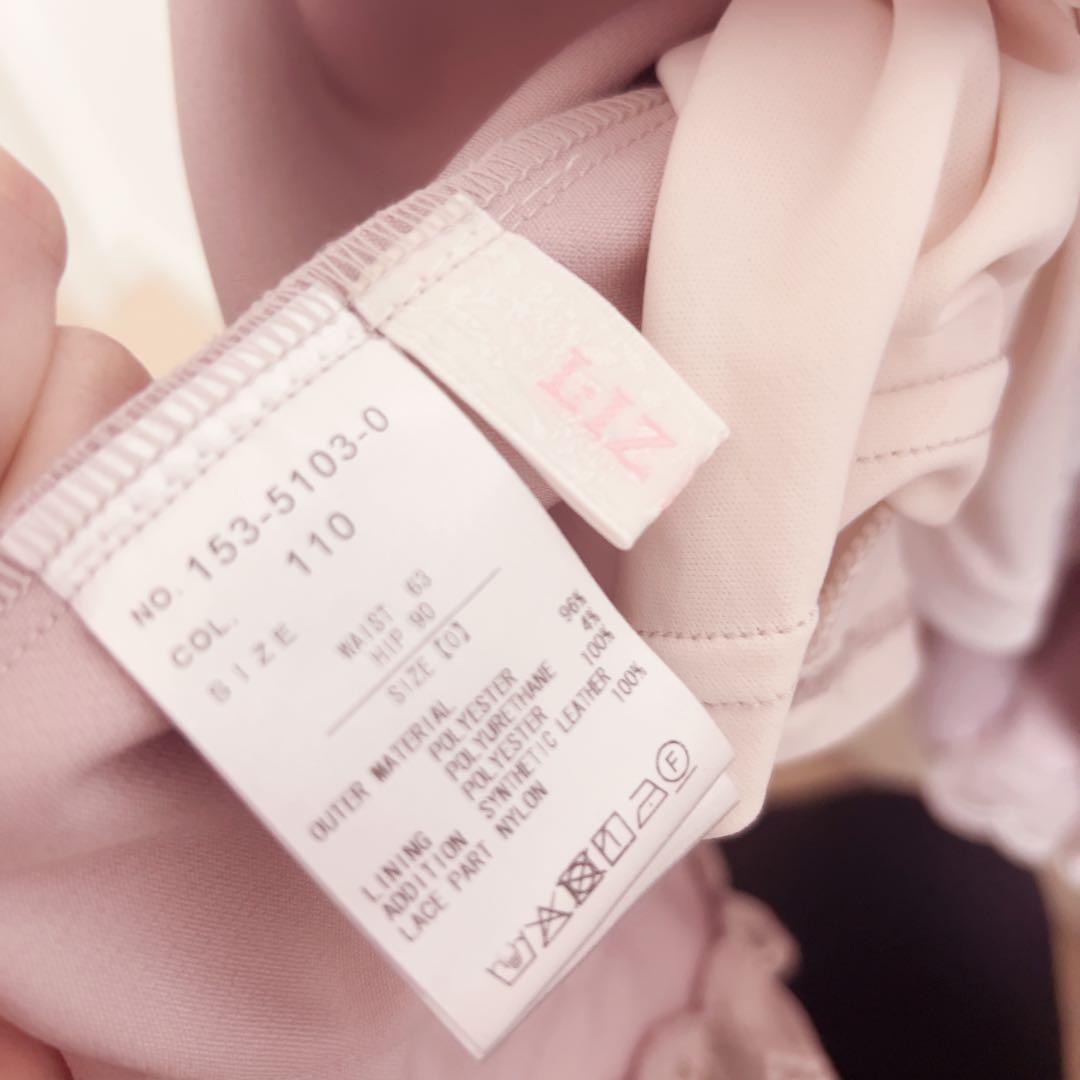 LIZ
NO. 153-5103-0
COL. 110
SIZE
WAIST 63
HIP 90
SIZE [0]
OUTER MATERIAL
POLYESTER 96%
POLYURETHANE 4%
LINING POLYESTER 100%
ADDITION SYNTHETIC LEATHER
LACE PART NYLON 100%
F